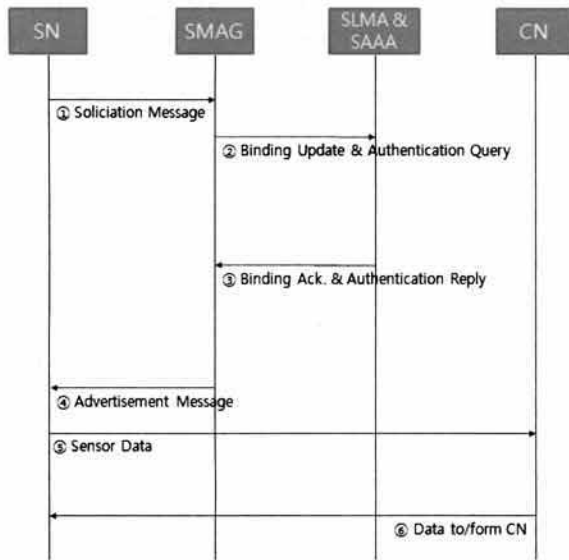 SN
SMAG
SLMA &
SAAA
CN
① Soliciation Message
② Binding Update & Authentication Query
③ Binding Ack. & Authentication Reply
④ Advertisement Message
⑤ Sensor Data
⑥ Data to/form CN